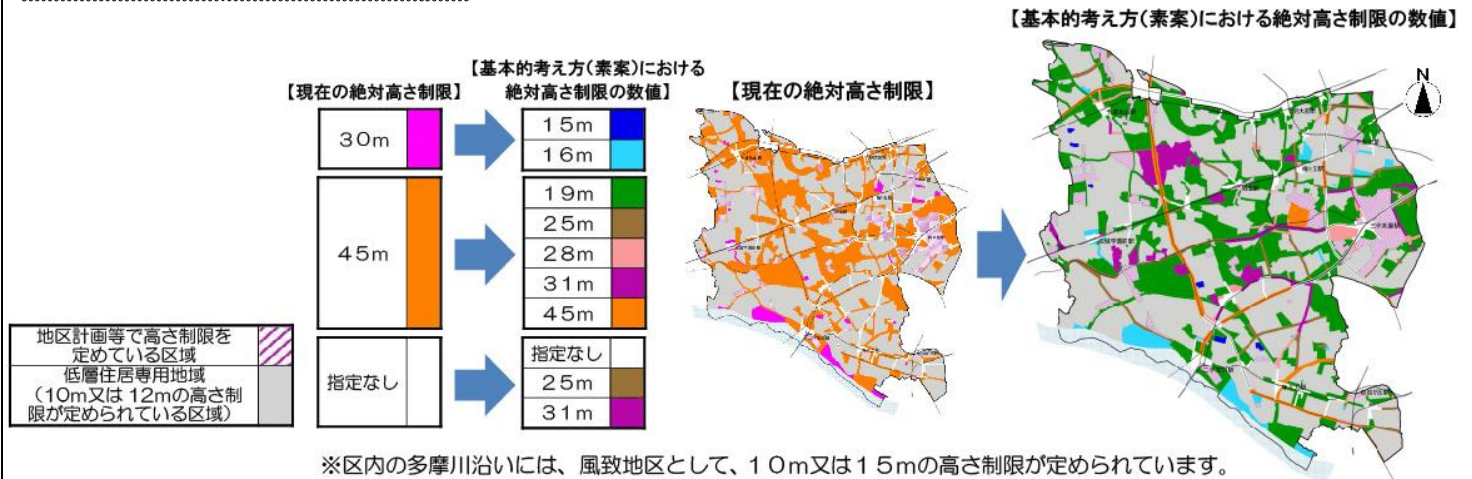 【基本的考え方(素案)における絶対高さ制限の数値】
【現在の絶対高さ制限】
【基本的考え方(素案)における
絶対高さ制限の数値】
【現在の絶対高さ制限】
N
30m
15m
16m
45m
19m
25m
28m
31m
45m
指定なし
指定なし
25m
31m
地区計画等で高さ制限を
定めている区域
低層住居専用地域
(10m又は12mの高さ制
限が定められている区域)
※区内の多摩川沿いには、風致地区として、10m又は15mの高さ制限が定められています。